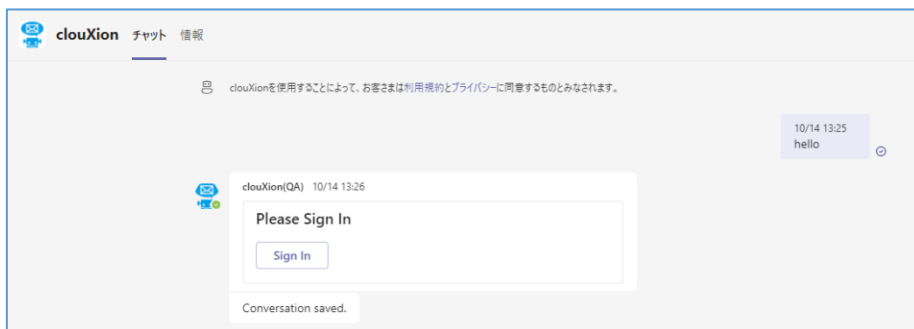 clouXion チャット 情報
clouXionを使用することによって、お客さまは利用規約とプライバシーに同意するものとみなされます。
10/14 13:25
hello
clouXion(QA) 10/14 13:26
Please Sign In
Sign In
Conversation saved.